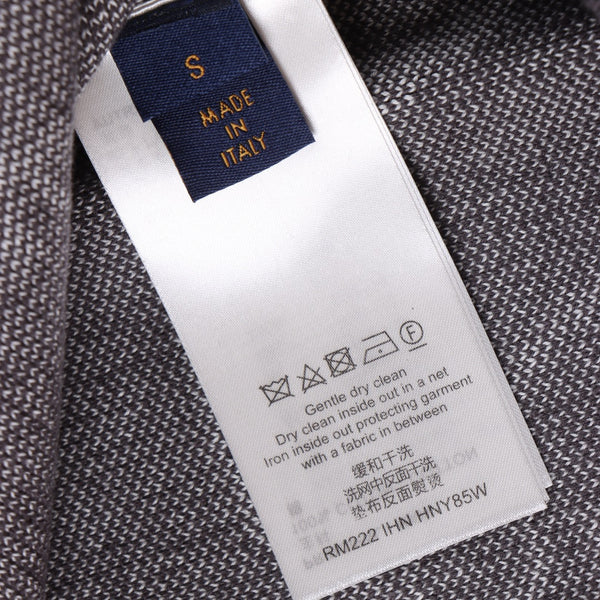 S
MADE
IN
ITALY
Gentle dry clean
Dry clean inside out in a net
Iron inside out protecting garment
with a fabric in between
缓和干洗
洗网中反面干洗
垫布反面熨烫
RM222 IHN HNY85W